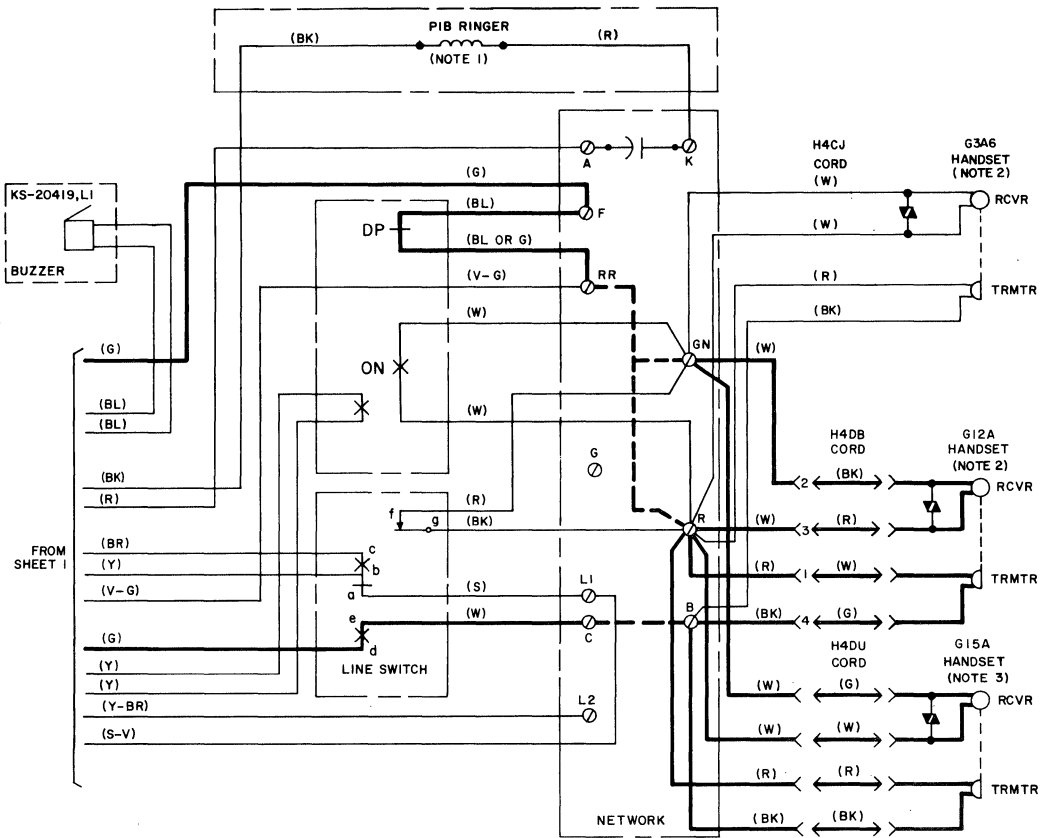 PIB RINGER
(BK)
(R)
(NOTE 1)
A
K
H4CJ
CORD
(W)
G3A6
HANDSET
(NOTE 2)
RCVR
(G)
KS-20419,L1
BUZZER
(BL)
F
DP
(W)
(BL OR G)
(V-G)
RR
(R)
TRMTR
(BK)
(W)
GN
(W)
(G)
ON
(BL)
(BL)
(W)
G
H4DB
CORD
G12A
HANDSET
(NOTE 2)
2
(BK)
RCVR
(BK)
(R)
(R)
f
g
(BK)
R
(W)
3
(R)
FROM
SHEET 1
(BR)
c
(Y)
b
a
(V-G)
(S)
L1
(R)
1
(W)
TRMTR
(W)
e
C
B
(BK)
4
(G)
(G)
d
LINE SWITCH
H4DU
CORD
G15A
HANDSET
(NOTE 3)
(Y)
(Y)
(Y-BR)
L2
(W)
(G)
RCVR
(S-V)
(W)
(W)
(R)
(R)
TRMTR
NETWORK
(BK)
(BK)